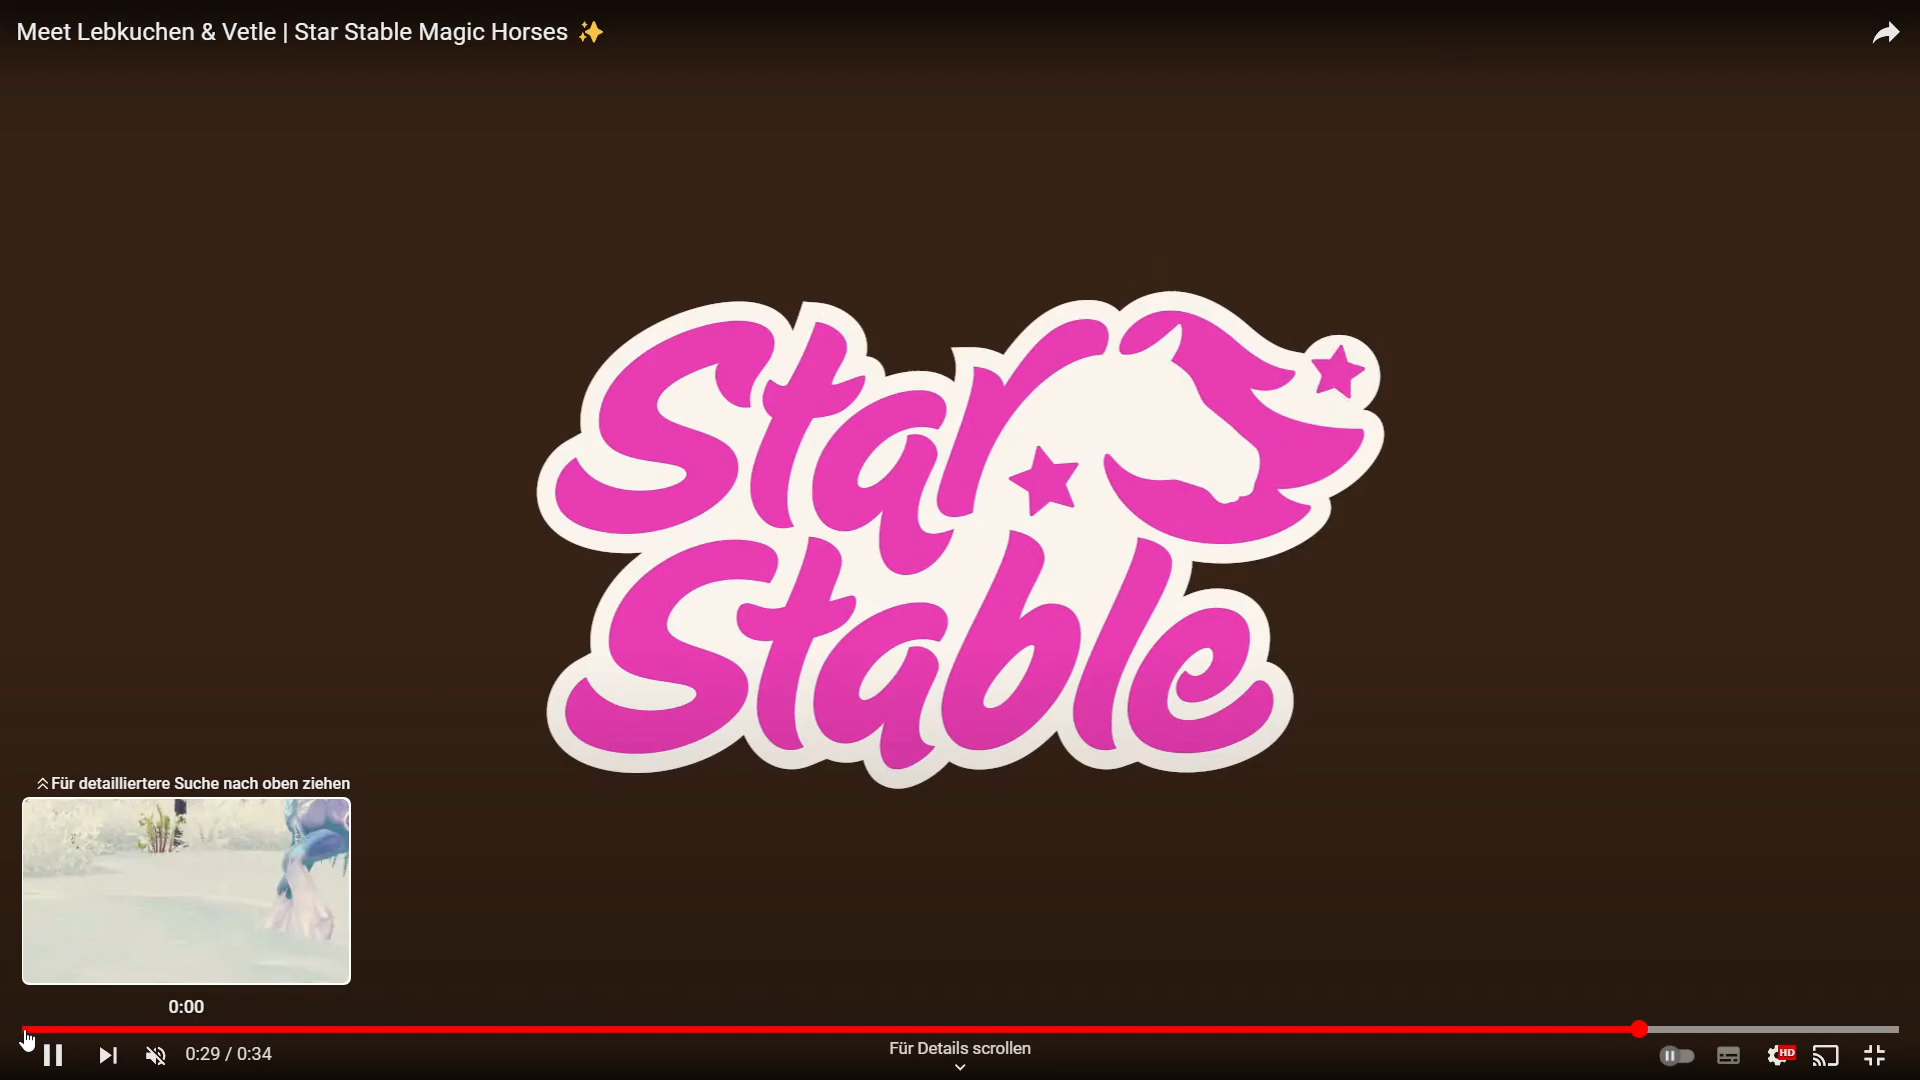 Meet Lebkuchen & Vetle | Star Stable Magic Horses ✨
Star
Stable
Für detailliertere Suche nach oben ziehen
0:00
0:29 / 0:34
Für Details scrollen
HD